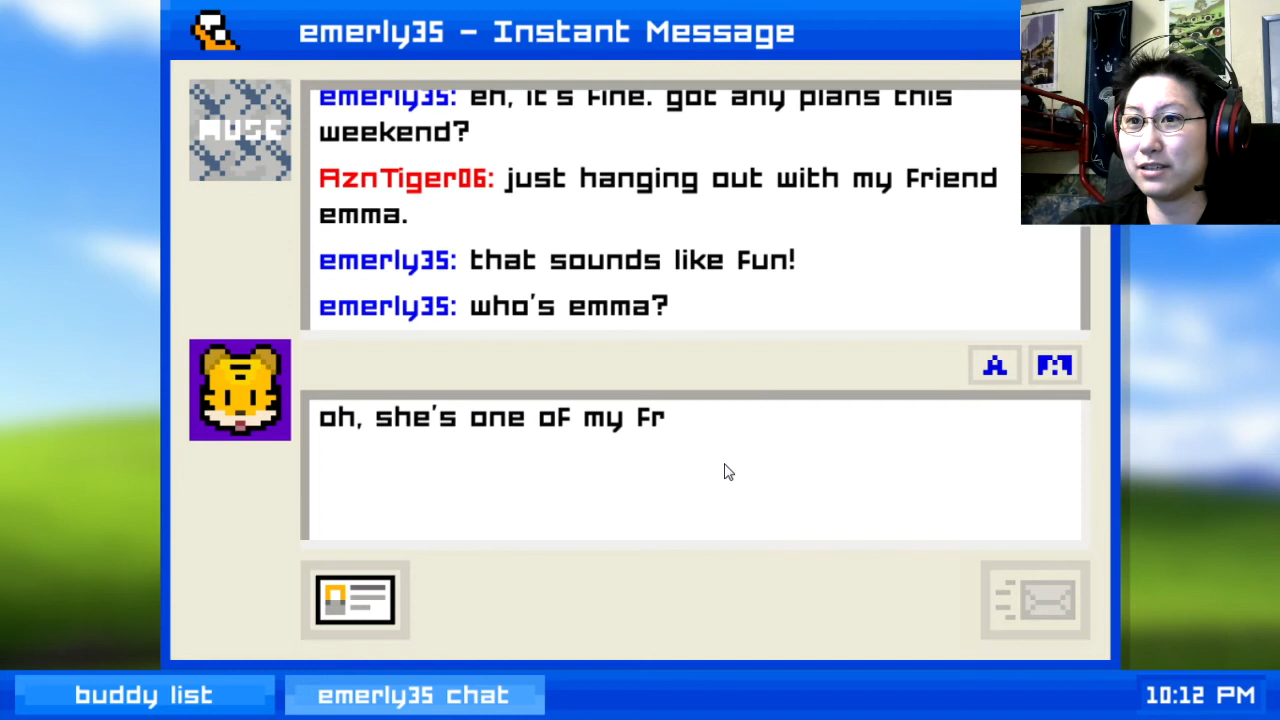 emerly35 - Instant Message
emerly35: eh, it's fine. got any plans this
weekend?
AznTiger06: just hanging out with my friend
emma.
emerly35: that sounds like fun!
emerly35: who's emma?
MUSE
A
oh, she's one of my fr
buddy list
emerly35 chat
10:12 PM